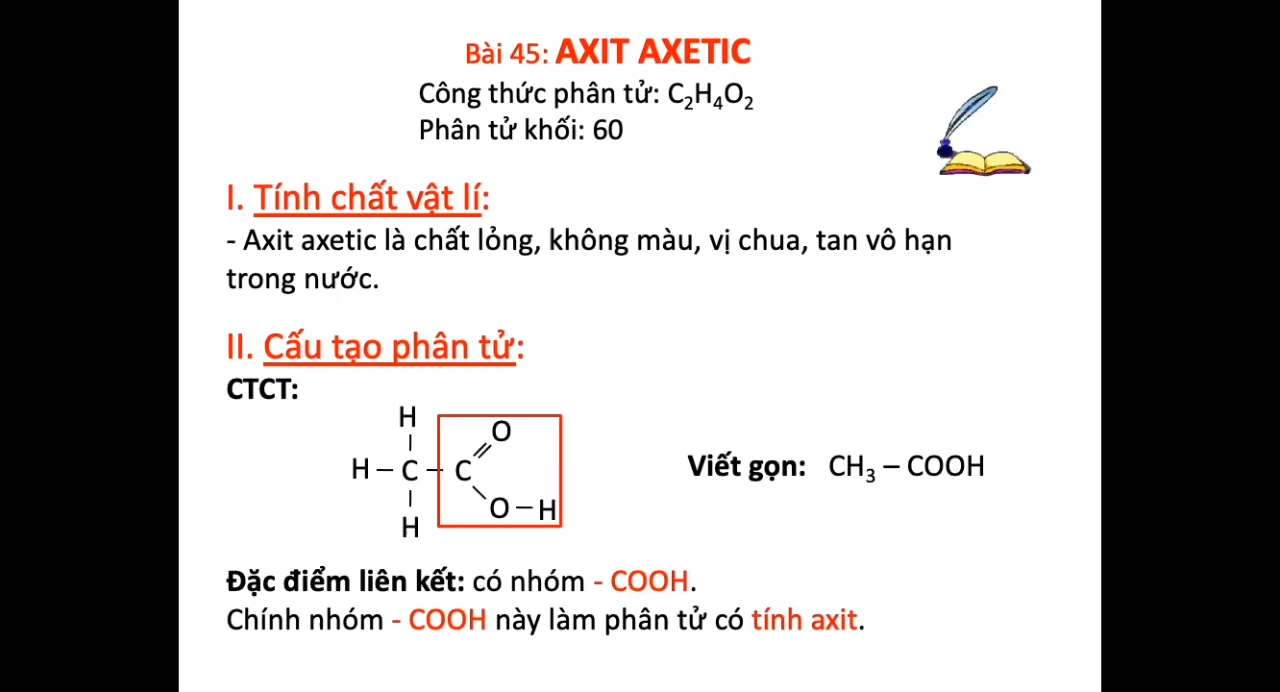 Bài 45: AXIT AXETIC
Công thức phân tử: C₂H₄O₂
Phân tử khối: 60
I. Tính chất vật lí:
- Axit axetic là chất lỏng, không màu, vị chua, tan vô hạn
trong nước.
II. Cấu tạo phân tử:
CTCT:
H
O
H – C – C
O – H
H
Viết gọn: CH₃ – COOH
Đặc điểm liên kết: có nhóm - COOH.
Chính nhóm - COOH này làm phân tử có tính axit.